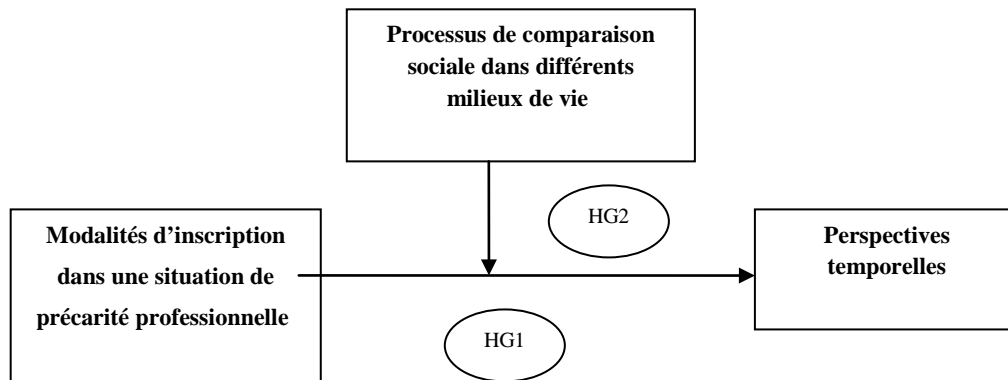 Processus de comparaison
sociale dans différents
milieux de vie
HG2
Modalités d’inscription
dans une situation de
précarité professionnelle
Perspectives
temporelles
HG1